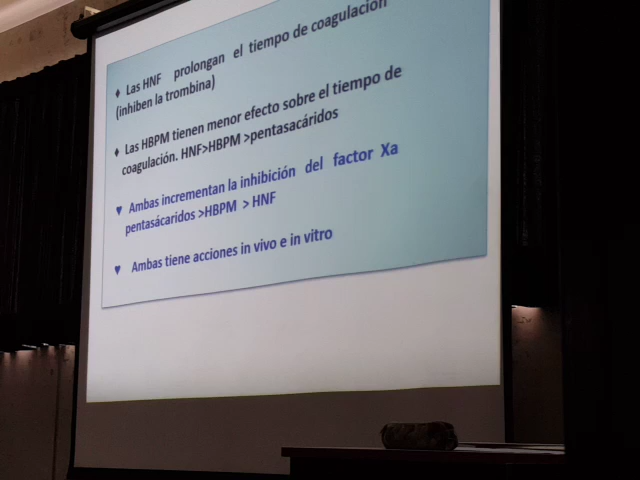 ♦ Las HNF prolongan el tiempo de coagulación
(inhiben la trombina)
♦ Las HBPM tienen menor efecto sobre el tiempo de
coagulación. HNF>HBPM >pentasacáridos
♥ Ambas incrementan la inhibición del factor Xa
pentasácaridos >HBPM > HNF
♥ Ambas tiene acciones in vivo e in vitro